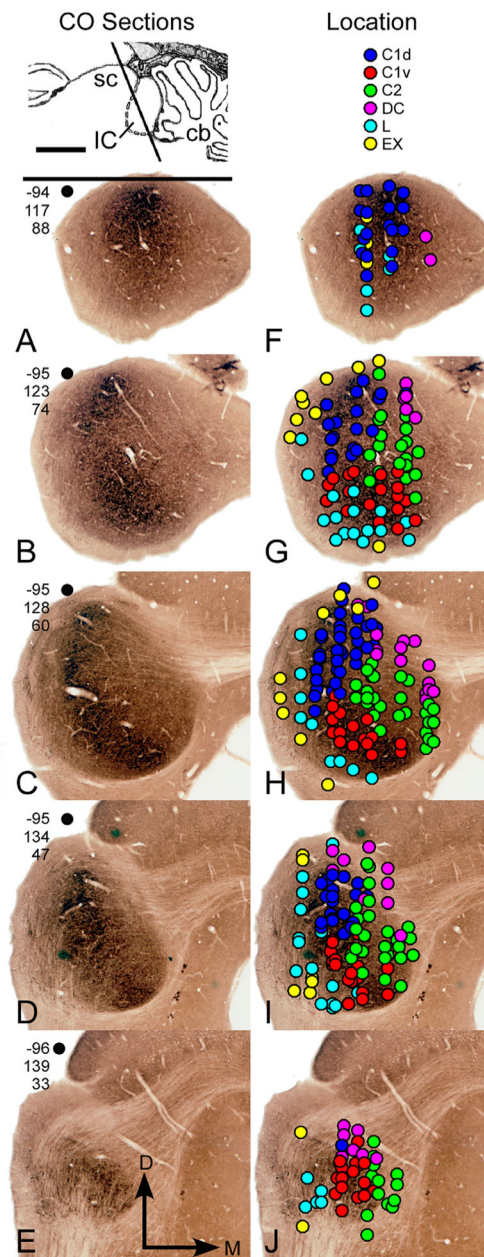 CO Sections
Location
sc
IC
cb
C1d
C1v
C2
DC
L
EX
-94
117
88
A
F
-95
123
74
B
G
-95
128
60
C
H
-95
134
47
D
I
-96
139
33
D
M
E
J